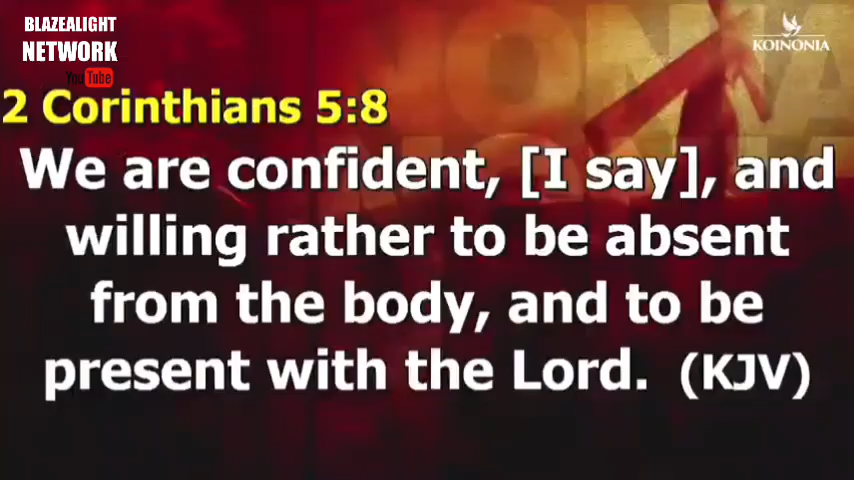 BLAZEALIGHT
NETWORK
YouTube
KOINONIA
2 Corinthians 5:8
We are confident, [I say], and
willing rather to be absent
from the body, and to be
present with the Lord. (KJV)